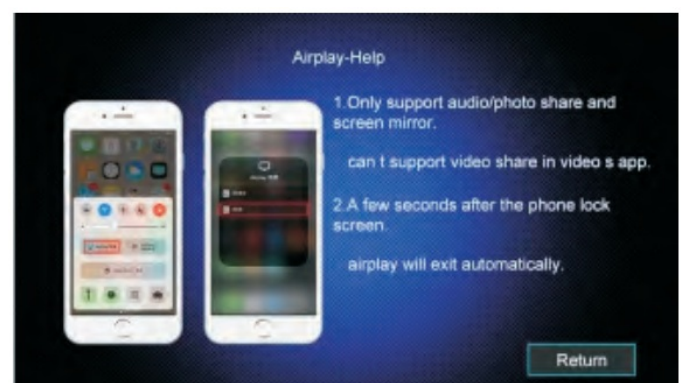 Airplay-Help
1.Only support audio/photo share and
screen mirror.
can t support video share in video s app.
2.A few seconds after the phone lock
screen.
airplay will exit automatically.
Return